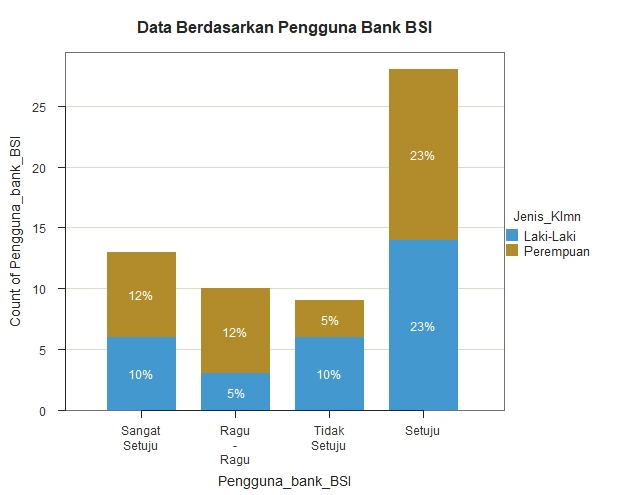 Data Berdasarkan Pengguna Bank BSI
Count of Pengguna_bank_BSI
25
20
15
10
5
0
12%
10%
12%
5%
5%
10%
23%
23%
Sangat
Setuju
Ragu
-
Ragu
Tidak
Setuju
Setuju
Pengguna_bank_BSI
Jenis_Klmn
Laki-Laki
Perempuan